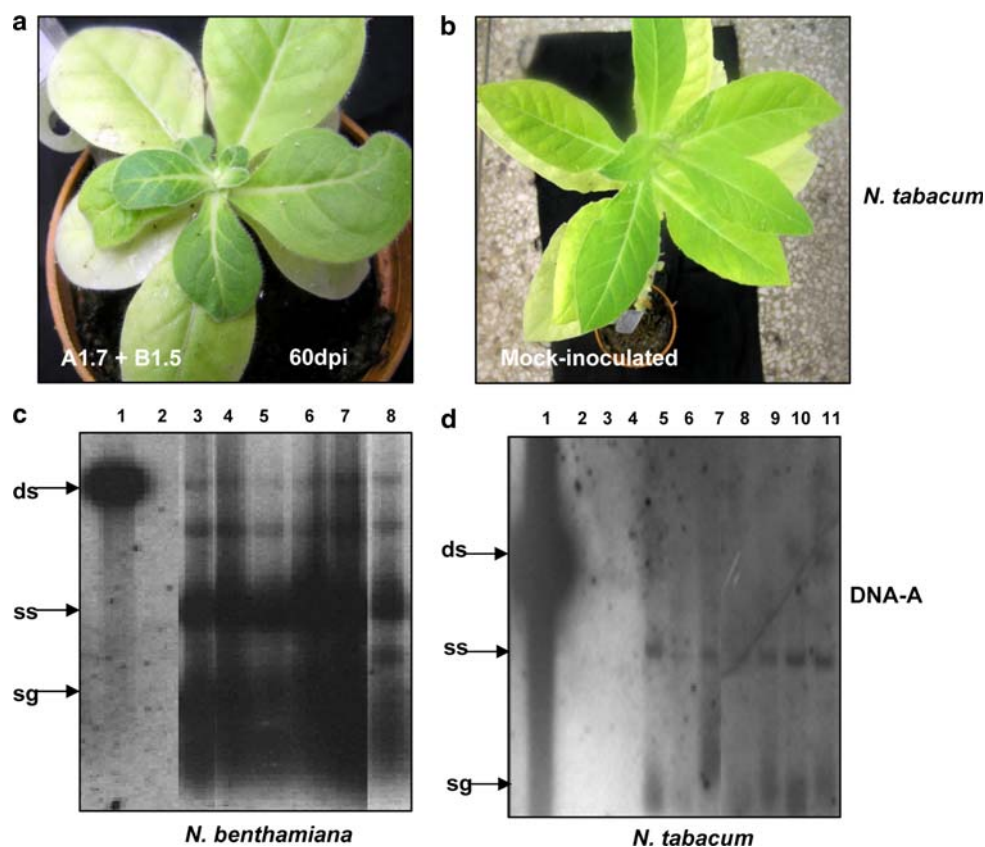 a
b
A1.7 + B1.5
60dpi
Mock-inoculated
N. tabacum
c
1 2 3 4 5 6 7 8
ds
ss
sg
N. benthamiana
d
1 2 3 4 5 6 7 8 9 10 11
ds
ss
sg
DNA-A
N. tabacum